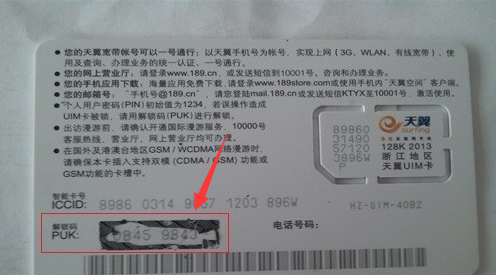 您的天翼宽带帐号可以一号通行：以天翼手机号为帐号，实现上网（3G、WLAN、有线宽带）、使
用及查询、办理业务的统一认证、一号通行。
您的网上营业厅：请登录www.189.cn，或发送短信到10001号，咨询和办理业务。
您的手机应用下载：海量应用免费下载，请登录www.189store.com或使用手机内“天翼空间”客户端。
您的邮箱号：“手机号@189.cn”，请登陆mail.189.cn或发送短信KTYX至10001号，激活使用。
个人用户密码（PIN）初始值为1234，若误操作造成
UIM卡被锁，请用解锁码（PUK）进行解锁。
出访漫游前，请确认开通国际漫游服务，10000号
客服热线、营业厅、网上营业厅均可办理。
在国外及港澳台地区GSM / WCDMA网络漫游时，
请确保本卡插入支持双模（CDMA / GSM）功能或
GSM功能的卡槽中。
89860
31490
57120
3896W
天翼
surfing
128K 2013
浙江地区
天翼UIM卡
智能卡号
ICCID: 8986 0314 9057 1203 896W
HZ-UIM-4082
解锁码
PUK:
电话号码：